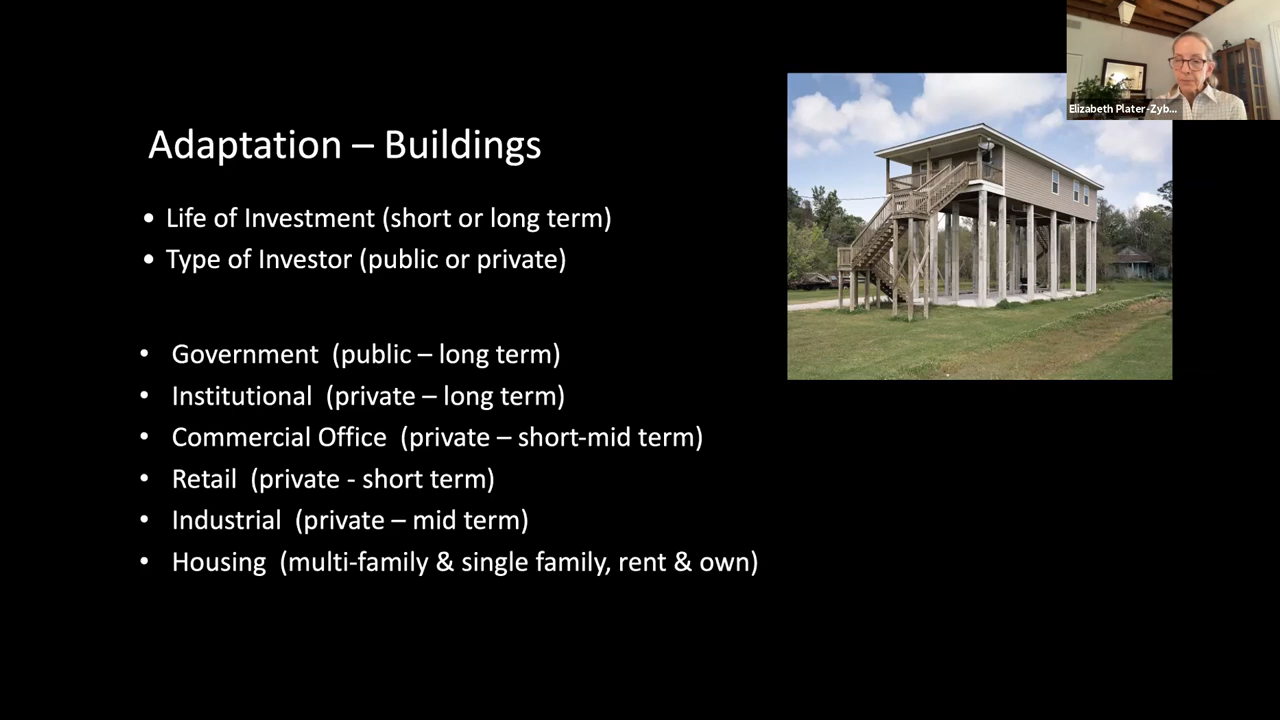 Elizabeth Plater-Zyb...
Adaptation – Buildings
• Life of Investment (short or long term)
• Type of Investor (public or private)
• Government (public – long term)
• Institutional (private – long term)
• Commercial Office (private – short-mid term)
• Retail (private - short term)
• Industrial (private – mid term)
• Housing (multi-family & single family, rent & own)